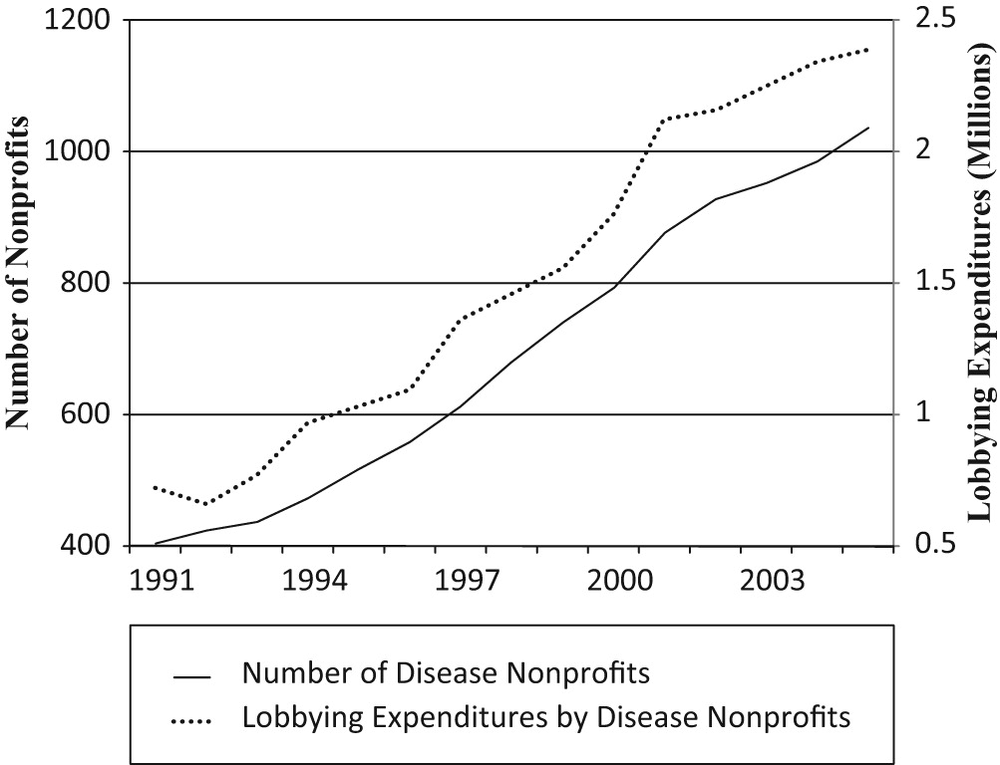 1200
1000
800
600
400
Number of Nonprofits
2.5
2
1.5
1
0.5
Lobbying Expenditures (Millions)
1991 1994 1997 2000 2003
Number of Disease Nonprofits
Lobbying Expenditures by Disease Nonprofits